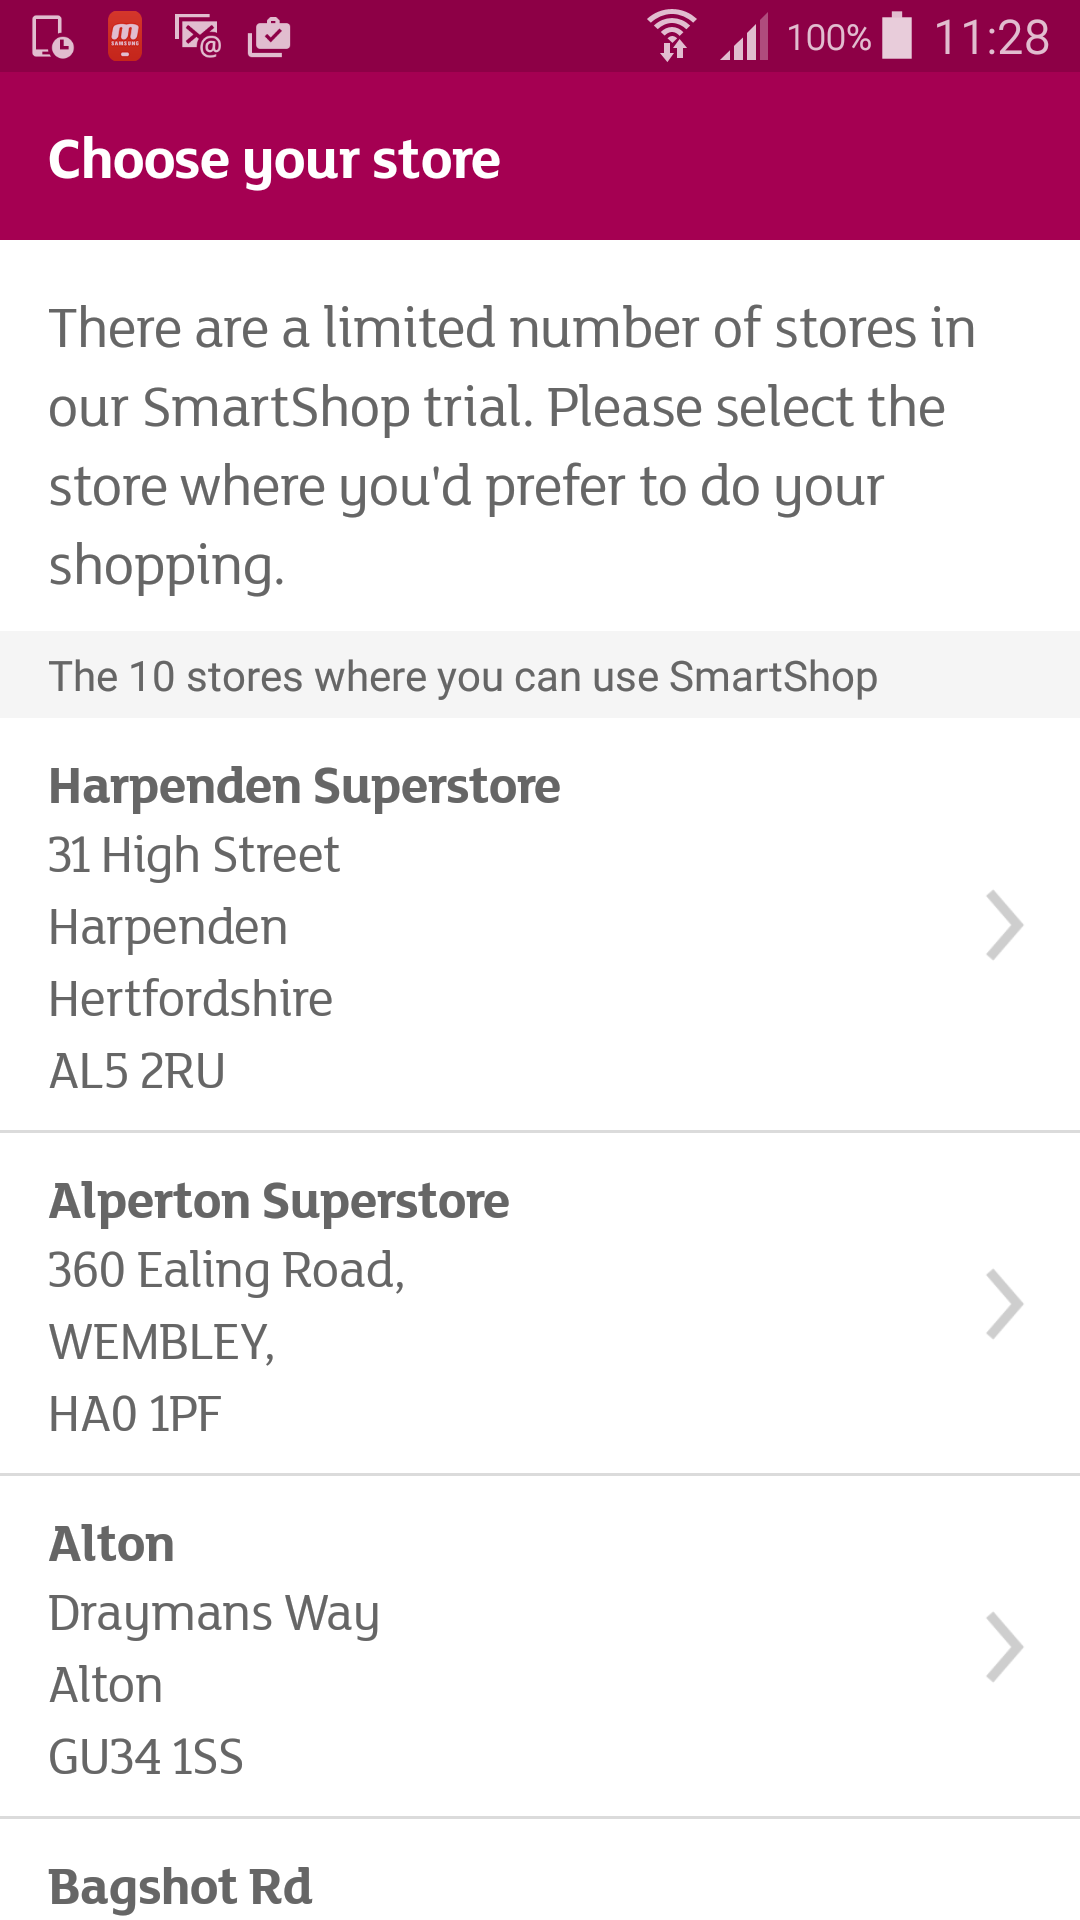 100% 11:28
Choose your store
There are a limited number of stores in
our SmartShop trial. Please select the
store where you'd prefer to do your
shopping.
The 10 stores where you can use SmartShop
Harpenden Superstore
31 High Street
Harpenden
Hertfordshire
AL5 2RU
Alperton Superstore
360 Ealing Road,
WEMBLEY,
HA0 1PF
Alton
Draymans Way
Alton
GU34 1SS
Bagshot Rd